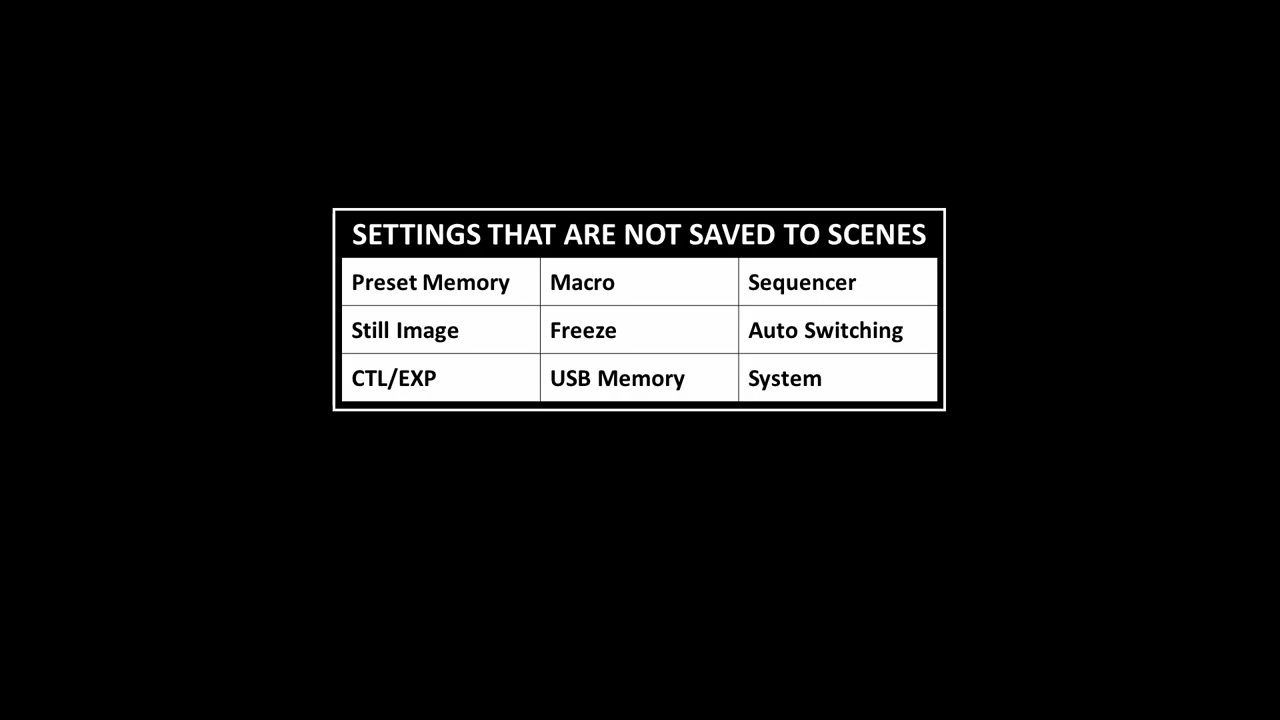 SETTINGS THAT ARE NOT SAVED TO SCENES
Preset Memory Macro Sequencer
Still Image Freeze Auto Switching
CTL/EXP USB Memory System